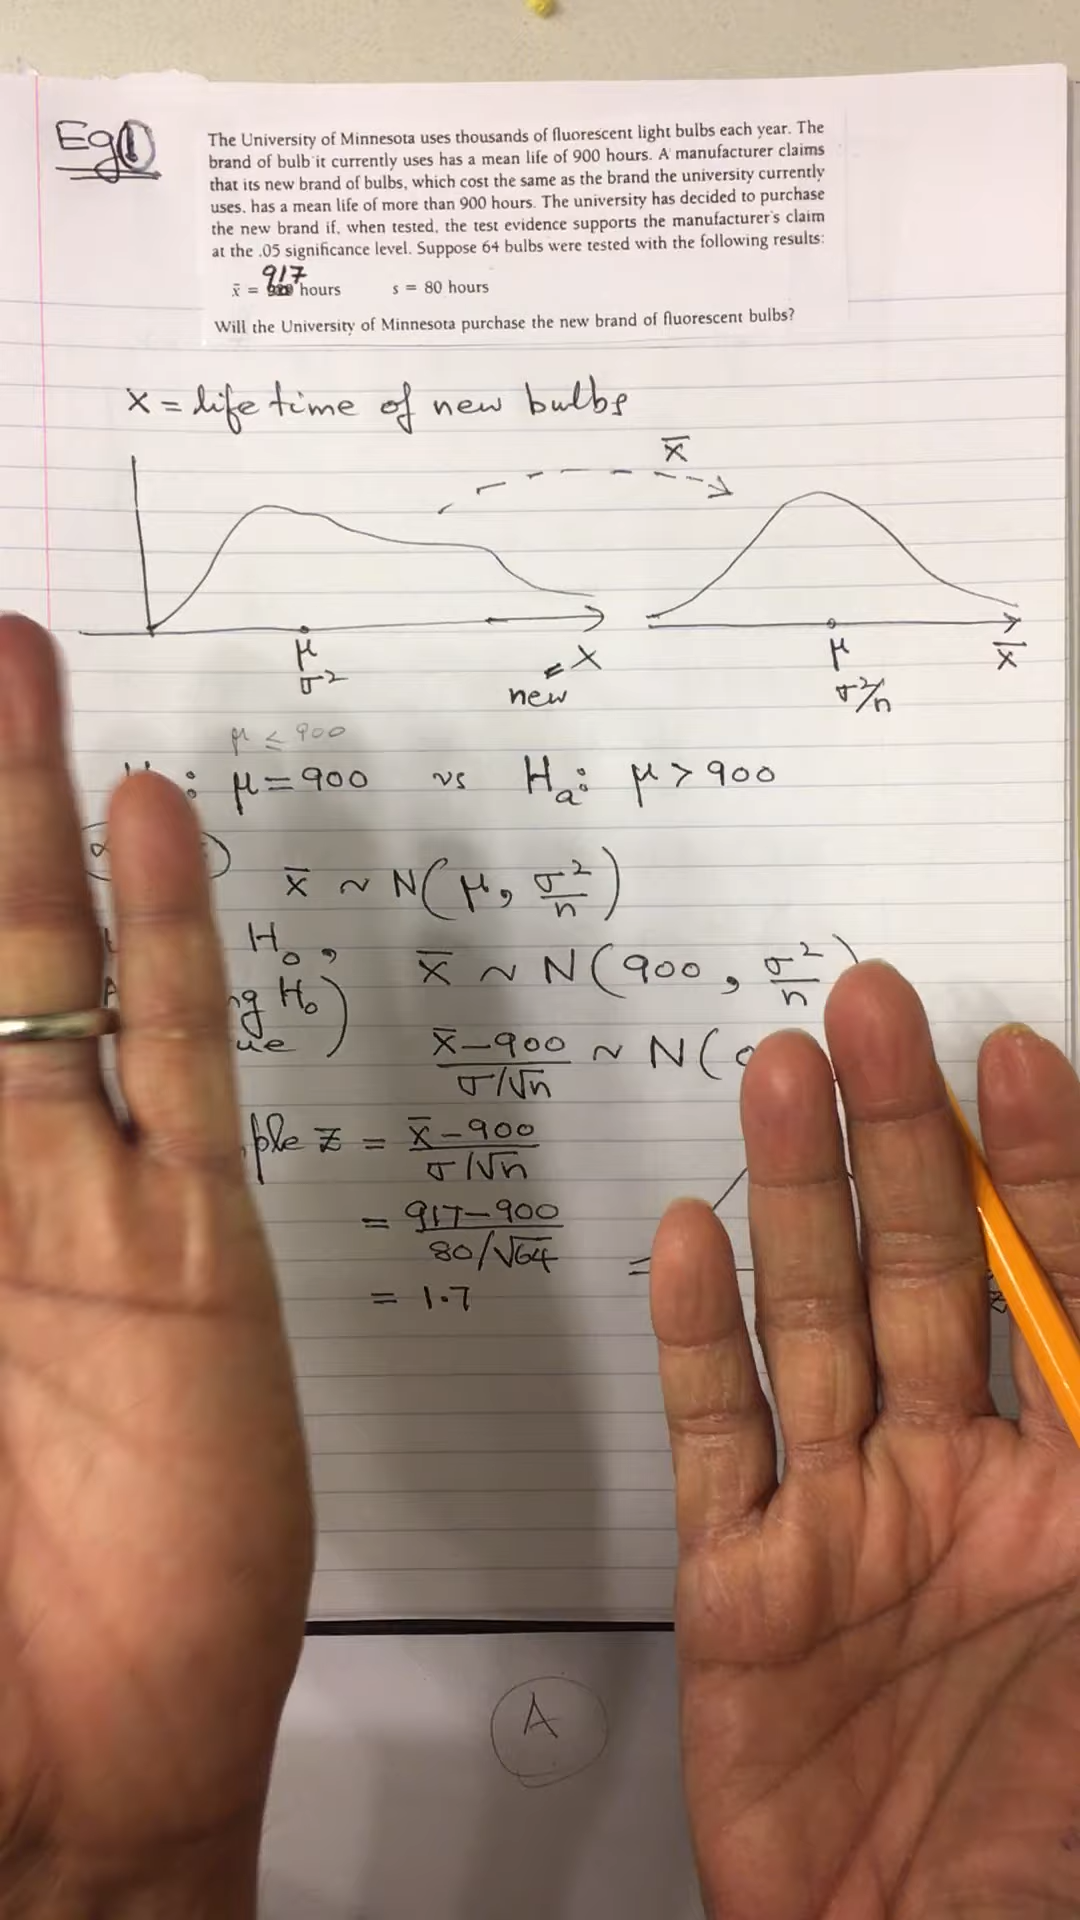 Eg 1
The University of Minnesota uses thousands of fluorescent light bulbs each year. The
brand of bulb it currently uses has a mean life of 900 hours. A manufacturer claims
that its new brand of bulbs, which cost the same as the brand the university currently
uses, has a mean life of more than 900 hours. The university has decided to purchase
the new brand if, when tested, the test evidence supports the manufacturer's claim
at the .05 significance level. Suppose 64 bulbs were tested with the following results:
917
x̄ = hours s = 80 hours
Will the University of Minnesota purchase the new brand of fluorescent bulbs?
X = life time of new bulbs
x̄
μ
σ²
X
new
μ
σ²/n
x̄
μ ≤ 900
: μ = 900 vs Hₐ: μ > 900
x̄ ~ N(μ, σ²/n)
H₀, x̄ ~ N(900, σ²/n)
H₀)
(x̄ - 900)/(σ/√n) ~ N(
z = (x̄ - 900)/(σ/√n)
= (917 - 900)/(80/√64)
= 1.7
A